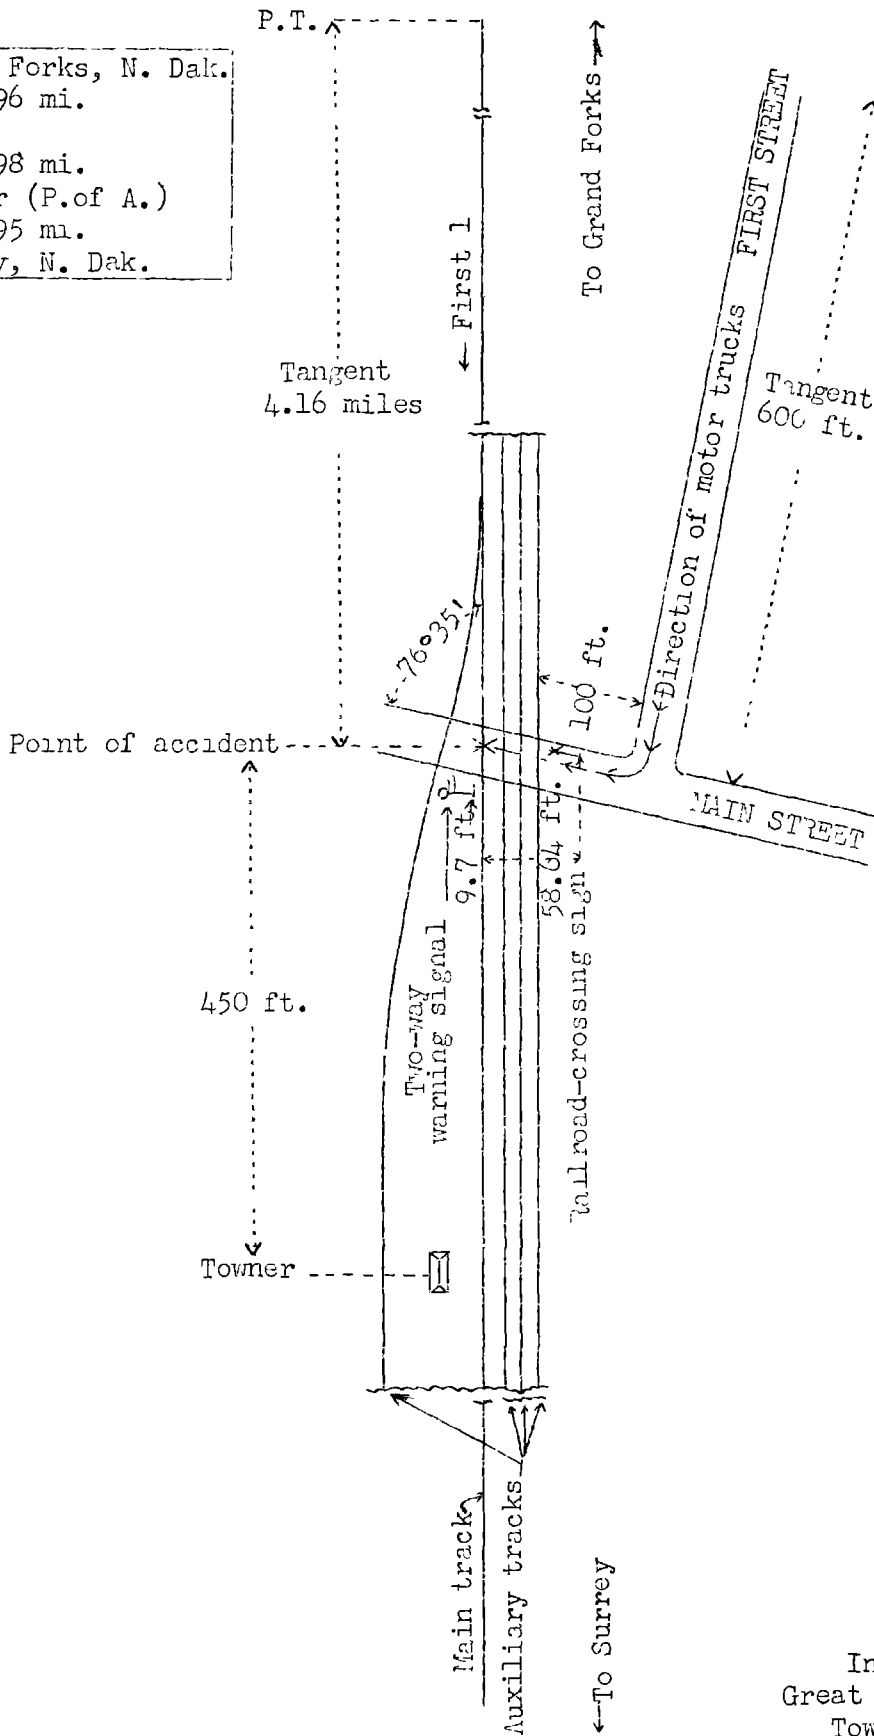 P.T.
Forks, N. Dak.
96 mi.
98 mi.
r (P.of A.)
95 mi.
y, N. Dak.
To Grand Forks →
FIRST STREET
← First 1
Tangent
4.16 miles
Tangent
600 ft.
←Direction of motor trucks
76°35'
100 ft.
Point of accident
MAIN STREET
9.7 ft.
58.04 ft.
Railroad-crossing sign
Two-way
warning signal
450 ft.
Towner
Main track
Auxiliary tracks
←To Surrey
In
Great
Tow